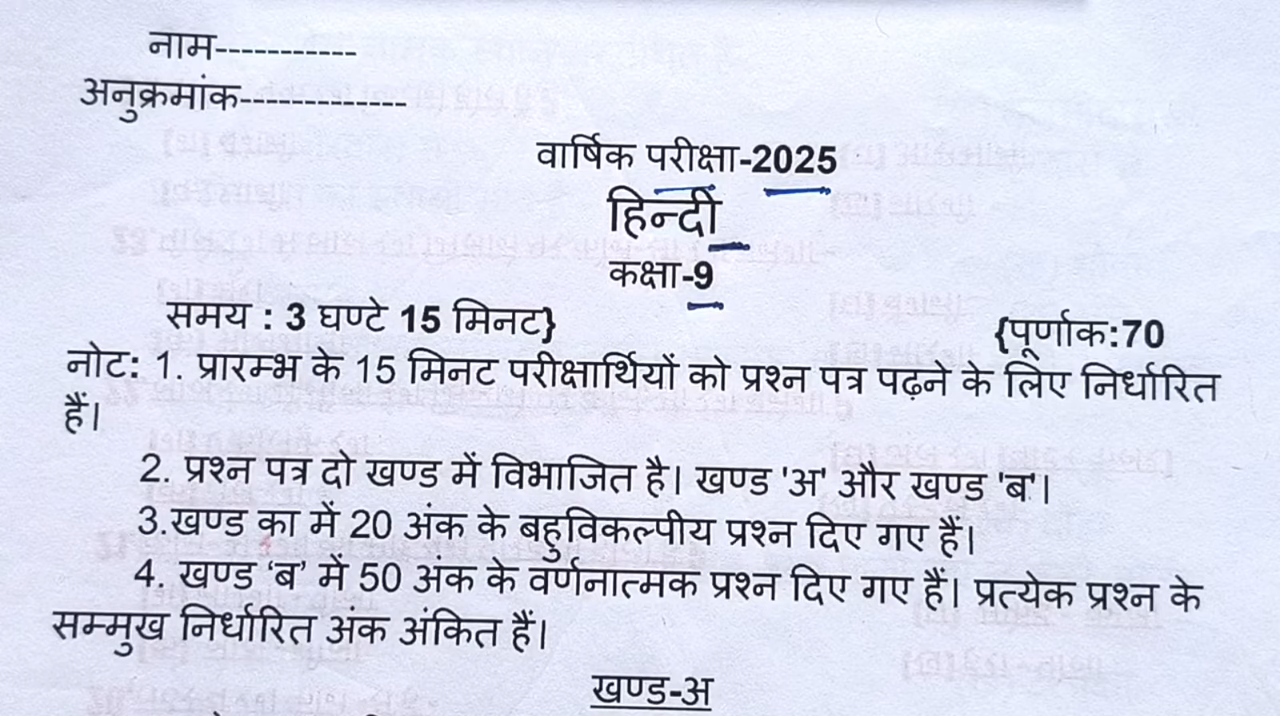 नाम-----------
अनुक्रमांक-------------
वार्षिक परीक्षा-2025
हिन्दी
कक्षा-9
समय : 3 घण्टे 15 मिनट} {पूर्णांक:70
नोट: 1. प्रारम्भ के 15 मिनट परीक्षार्थियों को प्रश्न पत्र पढ़ने के लिए निर्धारित
हैं।
2. प्रश्न पत्र दो खण्ड में विभाजित है। खण्ड 'अ' और खण्ड 'ब'।
3.खण्ड का में 20 अंक के बहुविकल्पीय प्रश्न दिए गए हैं।
4. खण्ड ‘ब’ में 50 अंक के वर्णनात्मक प्रश्न दिए गए हैं। प्रत्येक प्रश्न के
सम्मुख निर्धारित अंक अंकित हैं।
खण्ड-अ